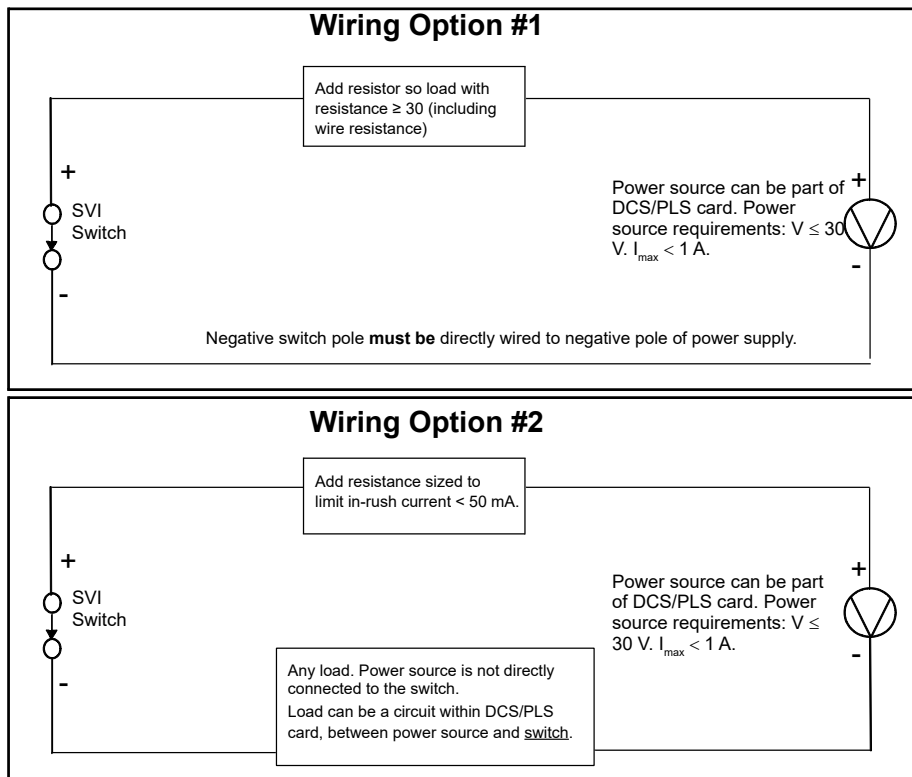 Wiring Option #1
Add resistor so load with
resistance ≥ 30 (including
wire resistance)
+
SVI
Switch
-
Power source can be part of
DCS/PLS card. Power
source requirements: V ≤ 30
V. Imax < 1 A.
+
-
Negative switch pole must be directly wired to negative pole of power supply.
Wiring Option #2
Add resistance sized to
limit in-rush current < 50 mA.
+
SVI
Switch
-
Power source can be part
of DCS/PLS card. Power
source requirements: V ≤
30 V. Imax < 1 A.
+
-
Any load. Power source is not directly
connected to the switch.
Load can be a circuit within DCS/PLS
card, between power source and switch.